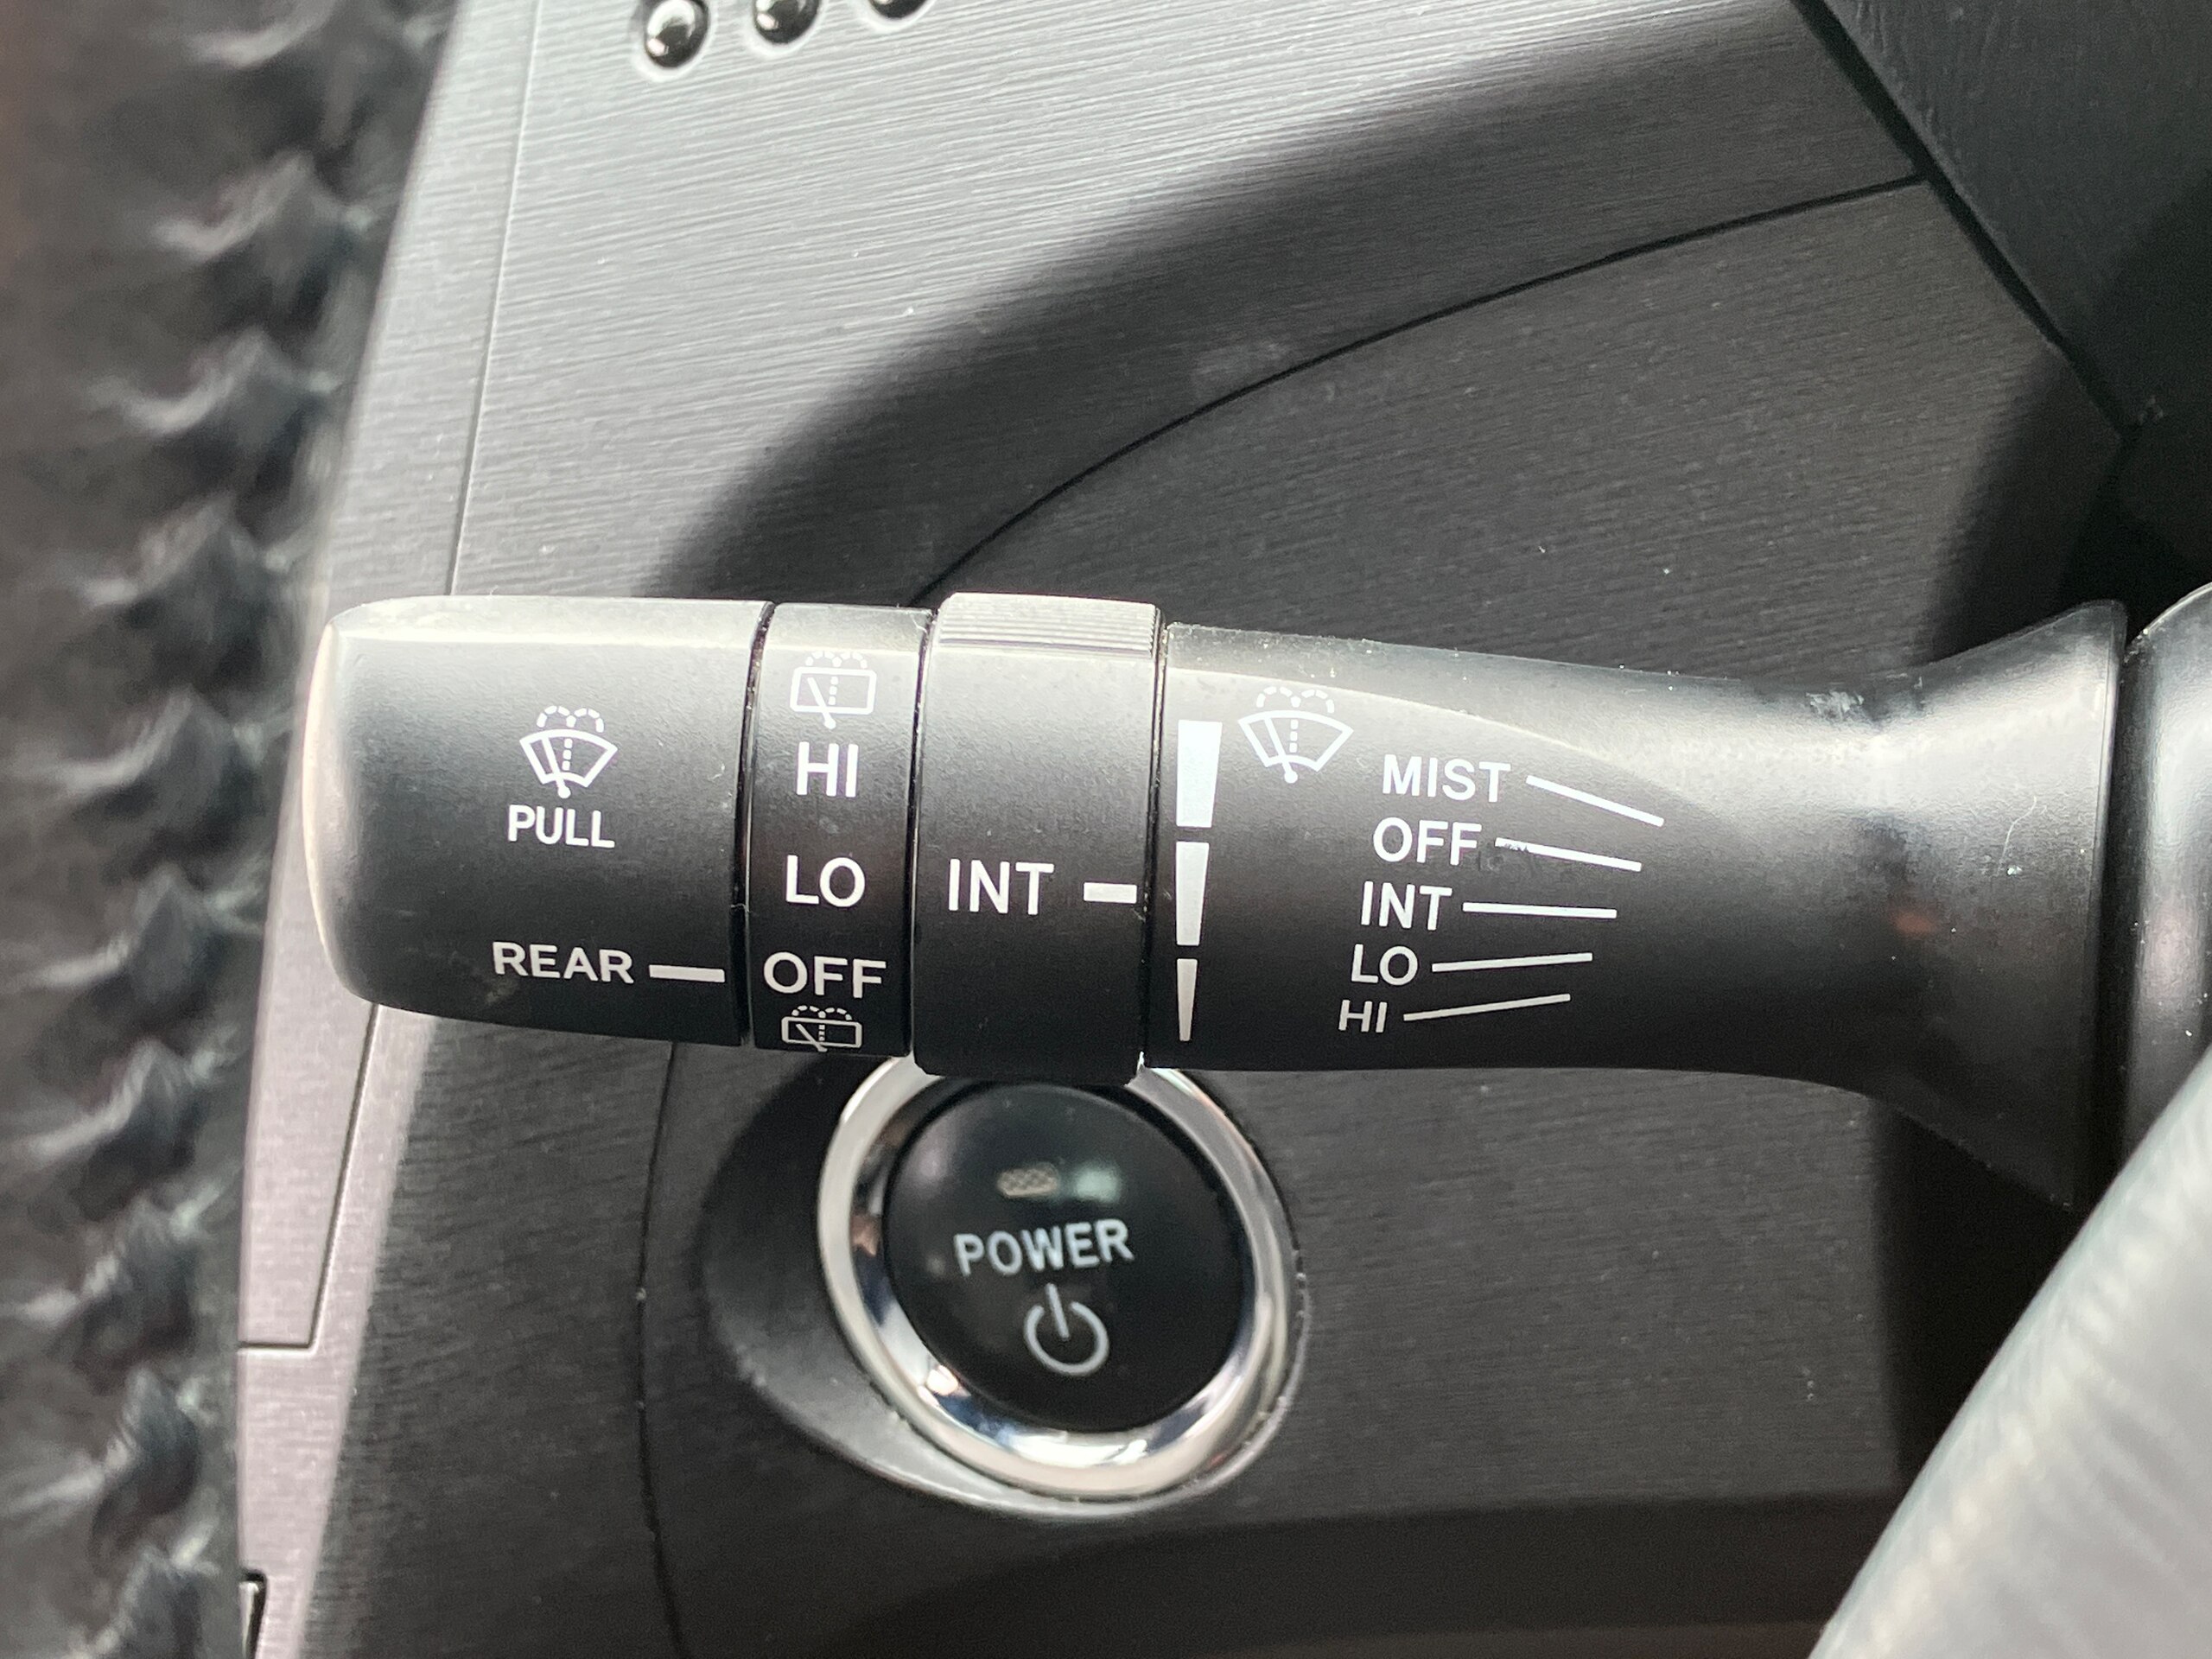 PULL
REAR
HI
LO
OFF
INT
MIST
OFF
INT
LO
HI
POWER